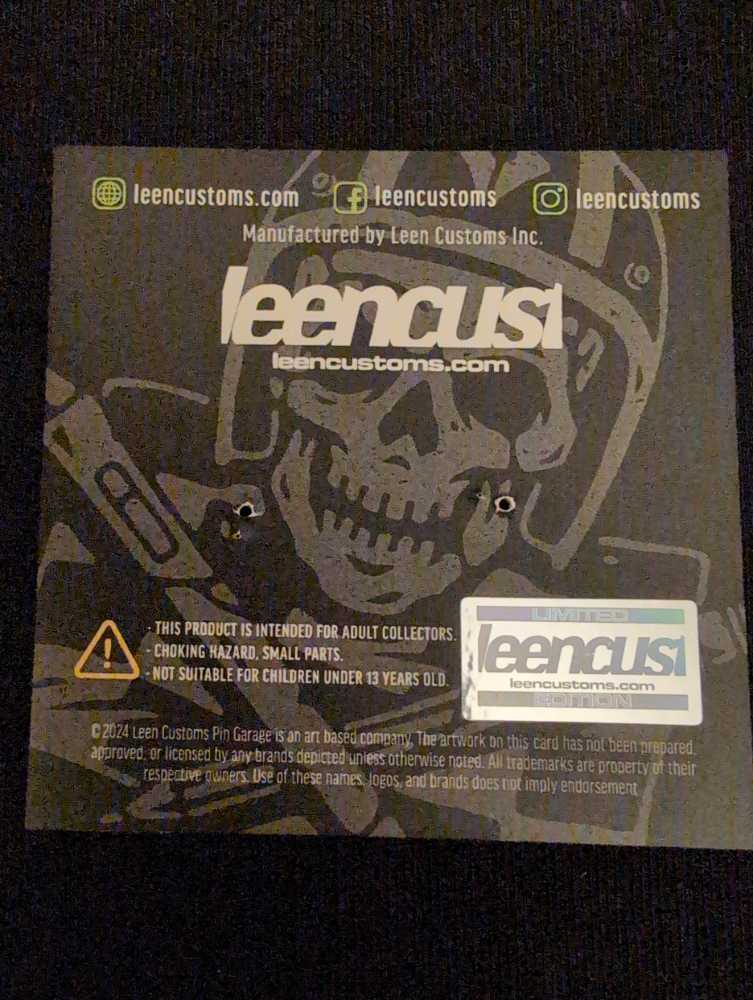 leencustoms.com leencustoms leencustoms
Manufactured by Leen Customs Inc.
leencust
leencustoms.com
- THIS PRODUCT IS INTENDED FOR ADULT COLLECTORS.
- CHOKING HAZARD, SMALL PARTS.
- NOT SUITABLE FOR CHILDREN UNDER 13 YEARS OLD.
LIMITED
leencust
leencustoms.com
EDITION
©2024 Leen Customs Pin Garage is an art based company. The artwork on this card has not been prepared,
approved, or licensed by any brands depicted unless otherwise noted. All trademarks are property of their
respective owners. Use of these names, logos, and brands does not imply endorsement